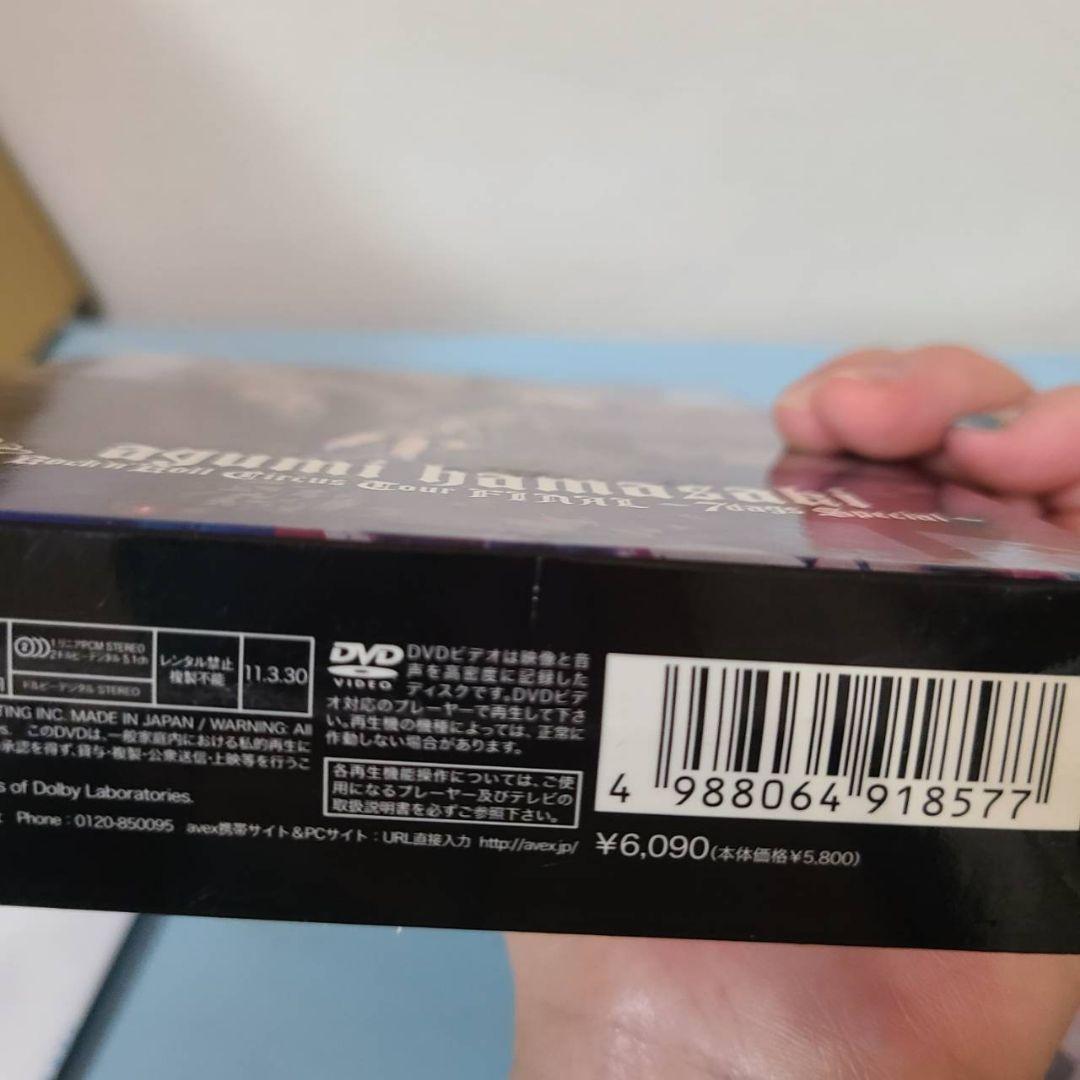 ayumi hamasaki
Rock'n'Roll Circus Tour FINAL ~7days Special~
1リニアPCM STEREO
2ドルビーデジタル 5.1ch
ドルビーデジタル STEREO
レンタル禁止
複製不能
11.3.30
TING INC. MADE IN JAPAN / WARNING: All
s. このDVDは、一般家庭内における私的再生に
承認を得ず、貸与・複製・公衆送信・上映等を行うこ
s of Dolby Laboratories.
Phone:0120-850095 avex携帯サイト&PCサイト:URL直接入力 http://avex.jp/
DVD
VIDEO
DVDビデオは映像と音
声を高密度に記録した
ディスクです。DVDビデ
オ対応のプレーヤーで再生して下さ
い。再生機の機種によっては、正常に
作動しない場合があります。
各再生機能操作については、ご使
用になるプレーヤー及びテレビの
取扱説明書を必ずご参照下さい。
4 988064 918577
¥6,090(本体価格¥5,800)